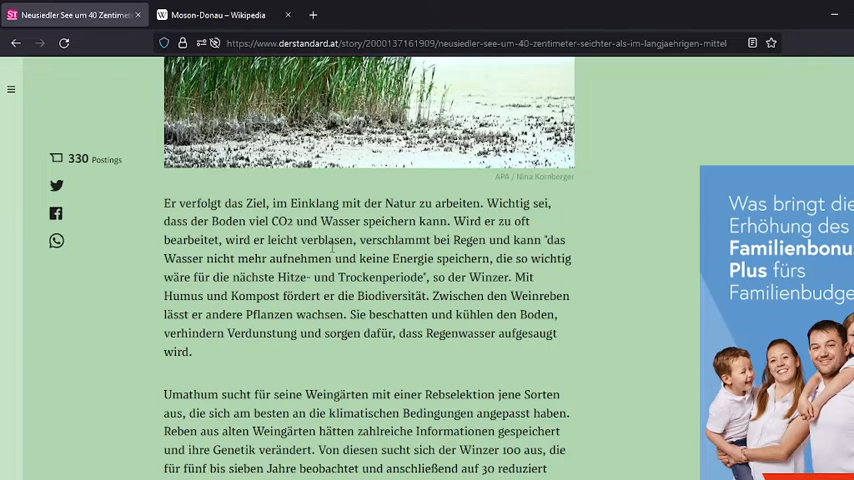 Neusiedler See um 40 Zentimet
Moson-Donau – Wikipedia
https://www.derstandard.at/story/2000137161909/neusiedler-see-um-40-zentimeter-seichter-als-im-langjaehrigen-mittel
330 Postings
APA / Nina Kornberger
Er verfolgt das Ziel, im Einklang mit der Natur zu arbeiten. Wichtig sei,
dass der Boden viel CO2 und Wasser speichern kann. Wird er zu oft
bearbeitet, wird er leicht verblasen, verschlammt bei Regen und kann "das
Wasser nicht mehr aufnehmen und keine Energie speichern, die so wichtig
wäre für die nächste Hitze- und Trockenperiode", so der Winzer. Mit
Humus und Kompost fördert er die Biodiversität. Zwischen den Weinreben
lässt er andere Pflanzen wachsen. Sie beschatten und kühlen den Boden,
verhindern Verdunstung und sorgen dafür, dass Regenwasser aufgesaugt
wird.
Umathum sucht für seine Weingärten mit einer Rebselektion jene Sorten
aus, die sich am besten an die klimatischen Bedingungen angepasst haben.
Reben aus alten Weingärten hätten zahlreiche Informationen gespeichert
und ihre Genetik verändert. Von diesen sucht sich der Winzer 100 aus, die
für fünf bis sieben Jahre beobachtet und anschließend auf 30 reduziert
Was bringt die
Erhöhung des
Familienbonu
Plus fürs
Familienbudge